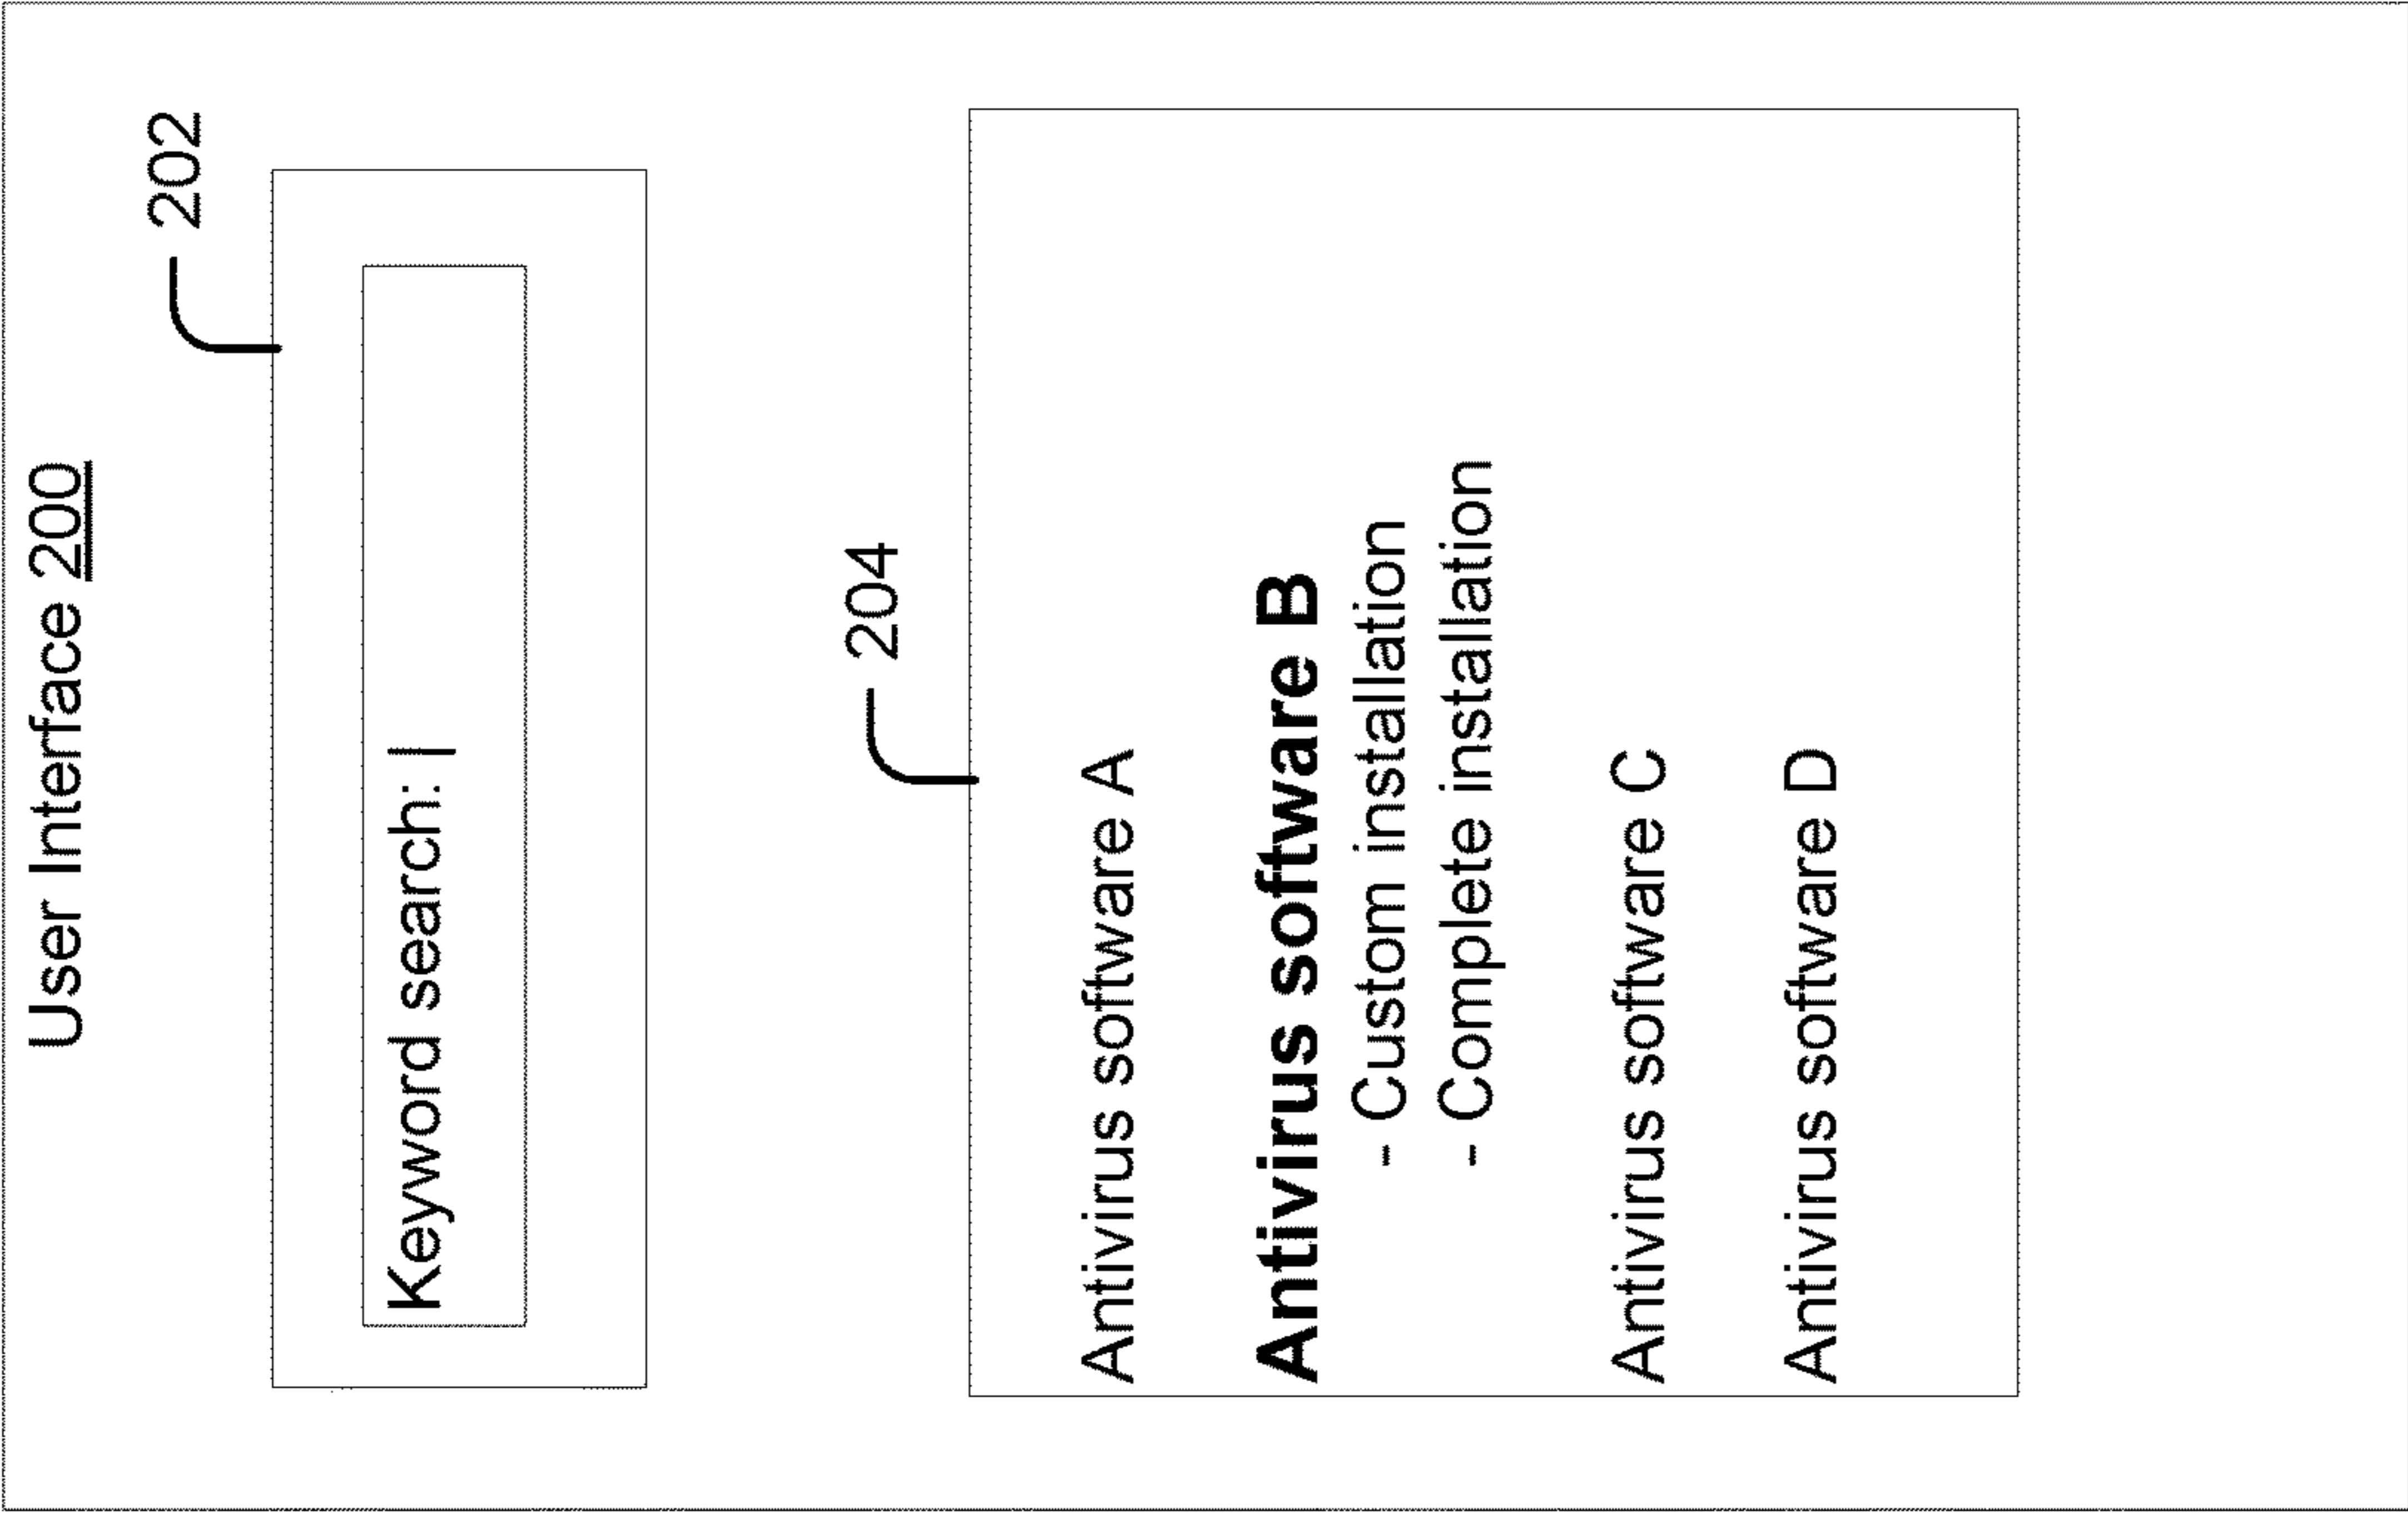 User Interface 200
202
Keyword search: |
204
Antivirus software A
Antivirus software B
- Custom installation
- Complete installation
Antivirus software C
Antivirus software D